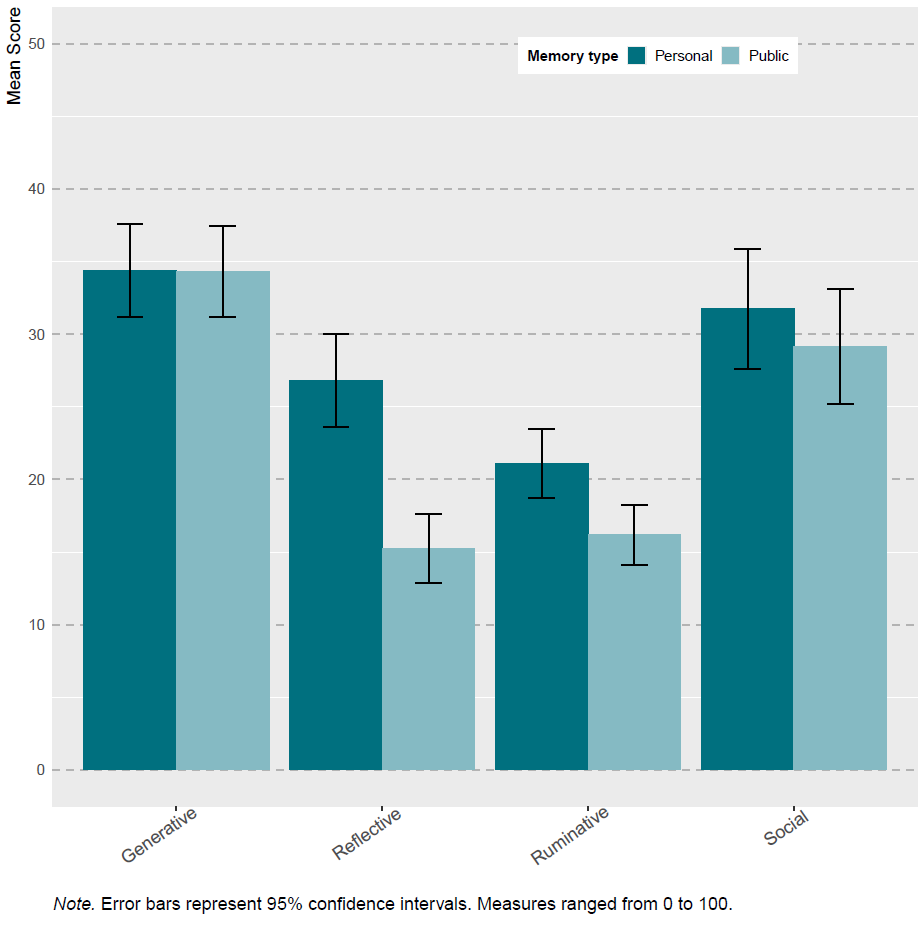 Mean Score
50
Memory type Personal Public
40
30
20
10
0
Generative Reflective Ruminative Social
Note. Error bars represent 95% confidence intervals. Measures ranged from 0 to 100.